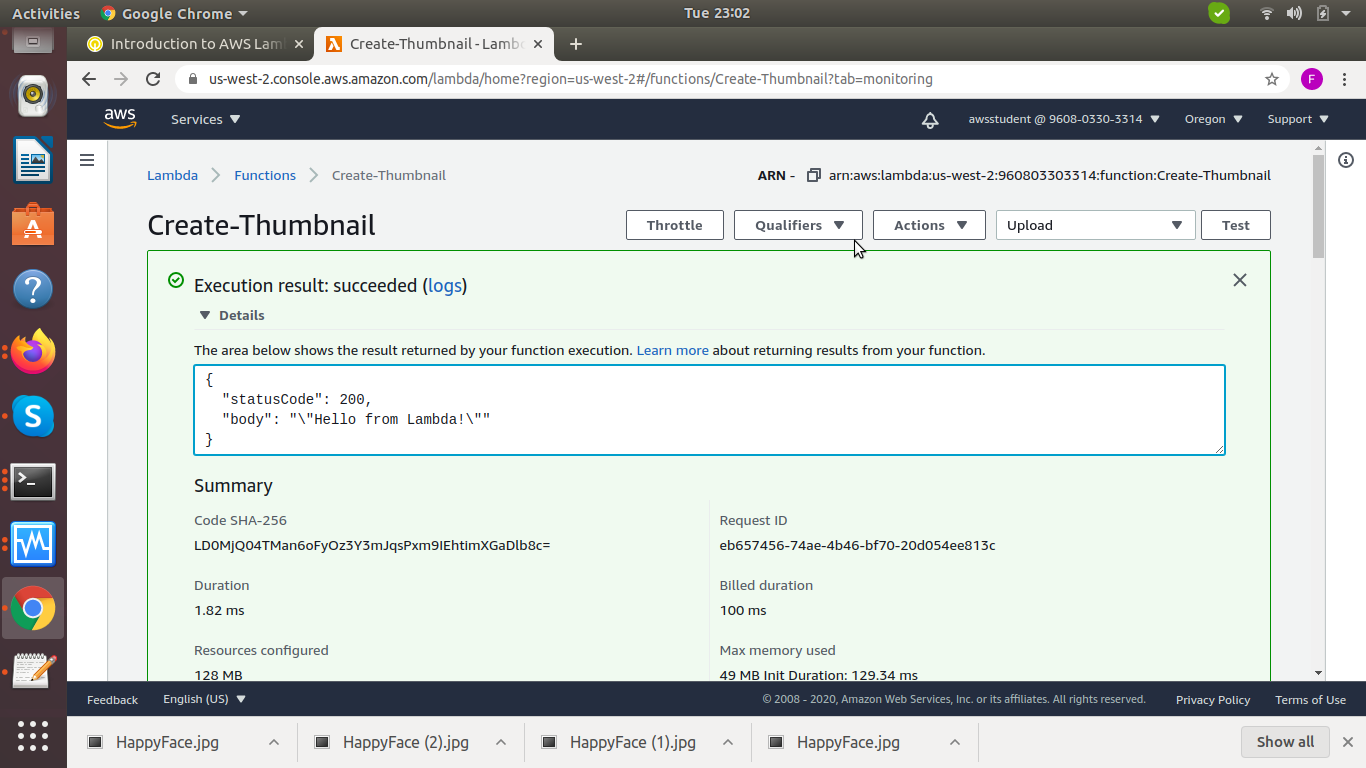 Activities
Google Chrome
Tue 23:02
Introduction to AWS Lam
Create-Thumbnail - Lamb
us-west-2.console.aws.amazon.com/lambda/home?region=us-west-2#/functions/Create-Thumbnail?tab=monitoring
F
aws
Services
awsstudent @ 9608-0330-3314
Oregon
Support
Lambda
Functions
Create-Thumbnail
ARN - arn:aws:lambda:us-west-2:960803303314:function:Create-Thumbnail
Create-Thumbnail
Throttle
Qualifiers
Actions
Upload
Test
Execution result: succeeded (logs)
Details
The area below shows the result returned by your function execution. Learn more about returning results from your function.
{
"statusCode": 200,
"body": "\"Hello from Lambda!\""
}
Summary
Code SHA-256
LD0MjQ04TMan6oFyOz3Y3mJqsPxm9IEhtimXGaDlb8c=
Request ID
eb657456-74ae-4b46-bf70-20d054ee813c
Duration
1.82 ms
Billed duration
100 ms
Resources configured
128 MB
Max memory used
49 MB Init Duration: 129.34 ms
Feedback
English (US)
© 2008 - 2020, Amazon Web Services, Inc. or its affiliates. All rights reserved.
Privacy Policy
Terms of Use
HappyFace.jpg
HappyFace (2).jpg
HappyFace (1).jpg
HappyFace.jpg
Show all